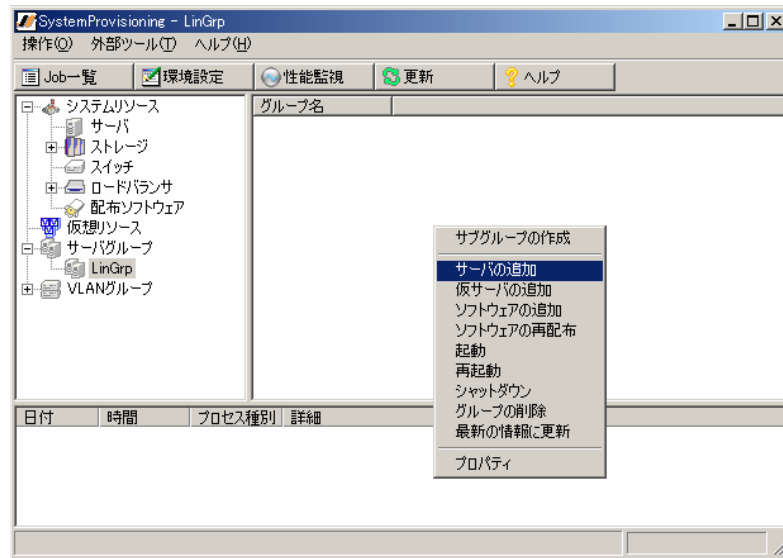 SystemProvisioning - LinGrp
操作(O) 外部ツール(T) ヘルプ(H)
Job一覧 環境設定 性能監視 更新 ヘルプ
システムリソース
サーバ
ストレージ
スイッチ
ロードバランサ
配布ソフトウェア
仮想リソース
サーバグループ
LinGrp
VLANグループ
グループ名
サブグループの作成
サーバの追加
仮サーバの追加
ソフトウェアの追加
ソフトウェアの再配布
起動
再起動
シャットダウン
グループの削除
最新の情報に更新
プロパティ
日付 時間 プロセス種別 詳細